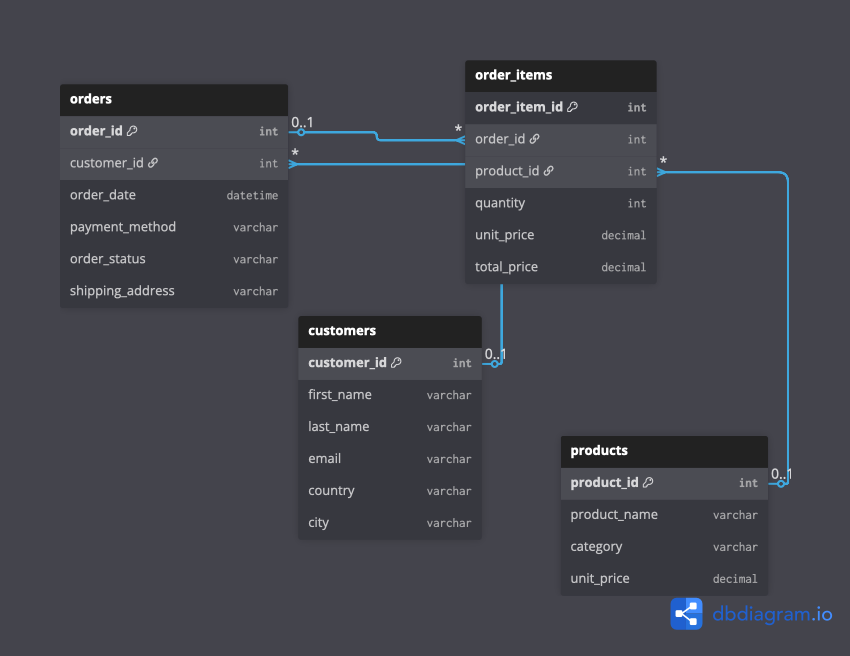 orders
order_id int
customer_id int
order_date datetime
payment_method varchar
order_status varchar
shipping_address varchar
0..1
*
*
order_items
order_item_id int
order_id int
product_id int
quantity int
unit_price decimal
total_price decimal
*
customers
customer_id int
first_name varchar
last_name varchar
email varchar
country varchar
city varchar
0..1
products
product_id int
product_name varchar
category varchar
unit_price decimal
0..1
dbdiagram.io